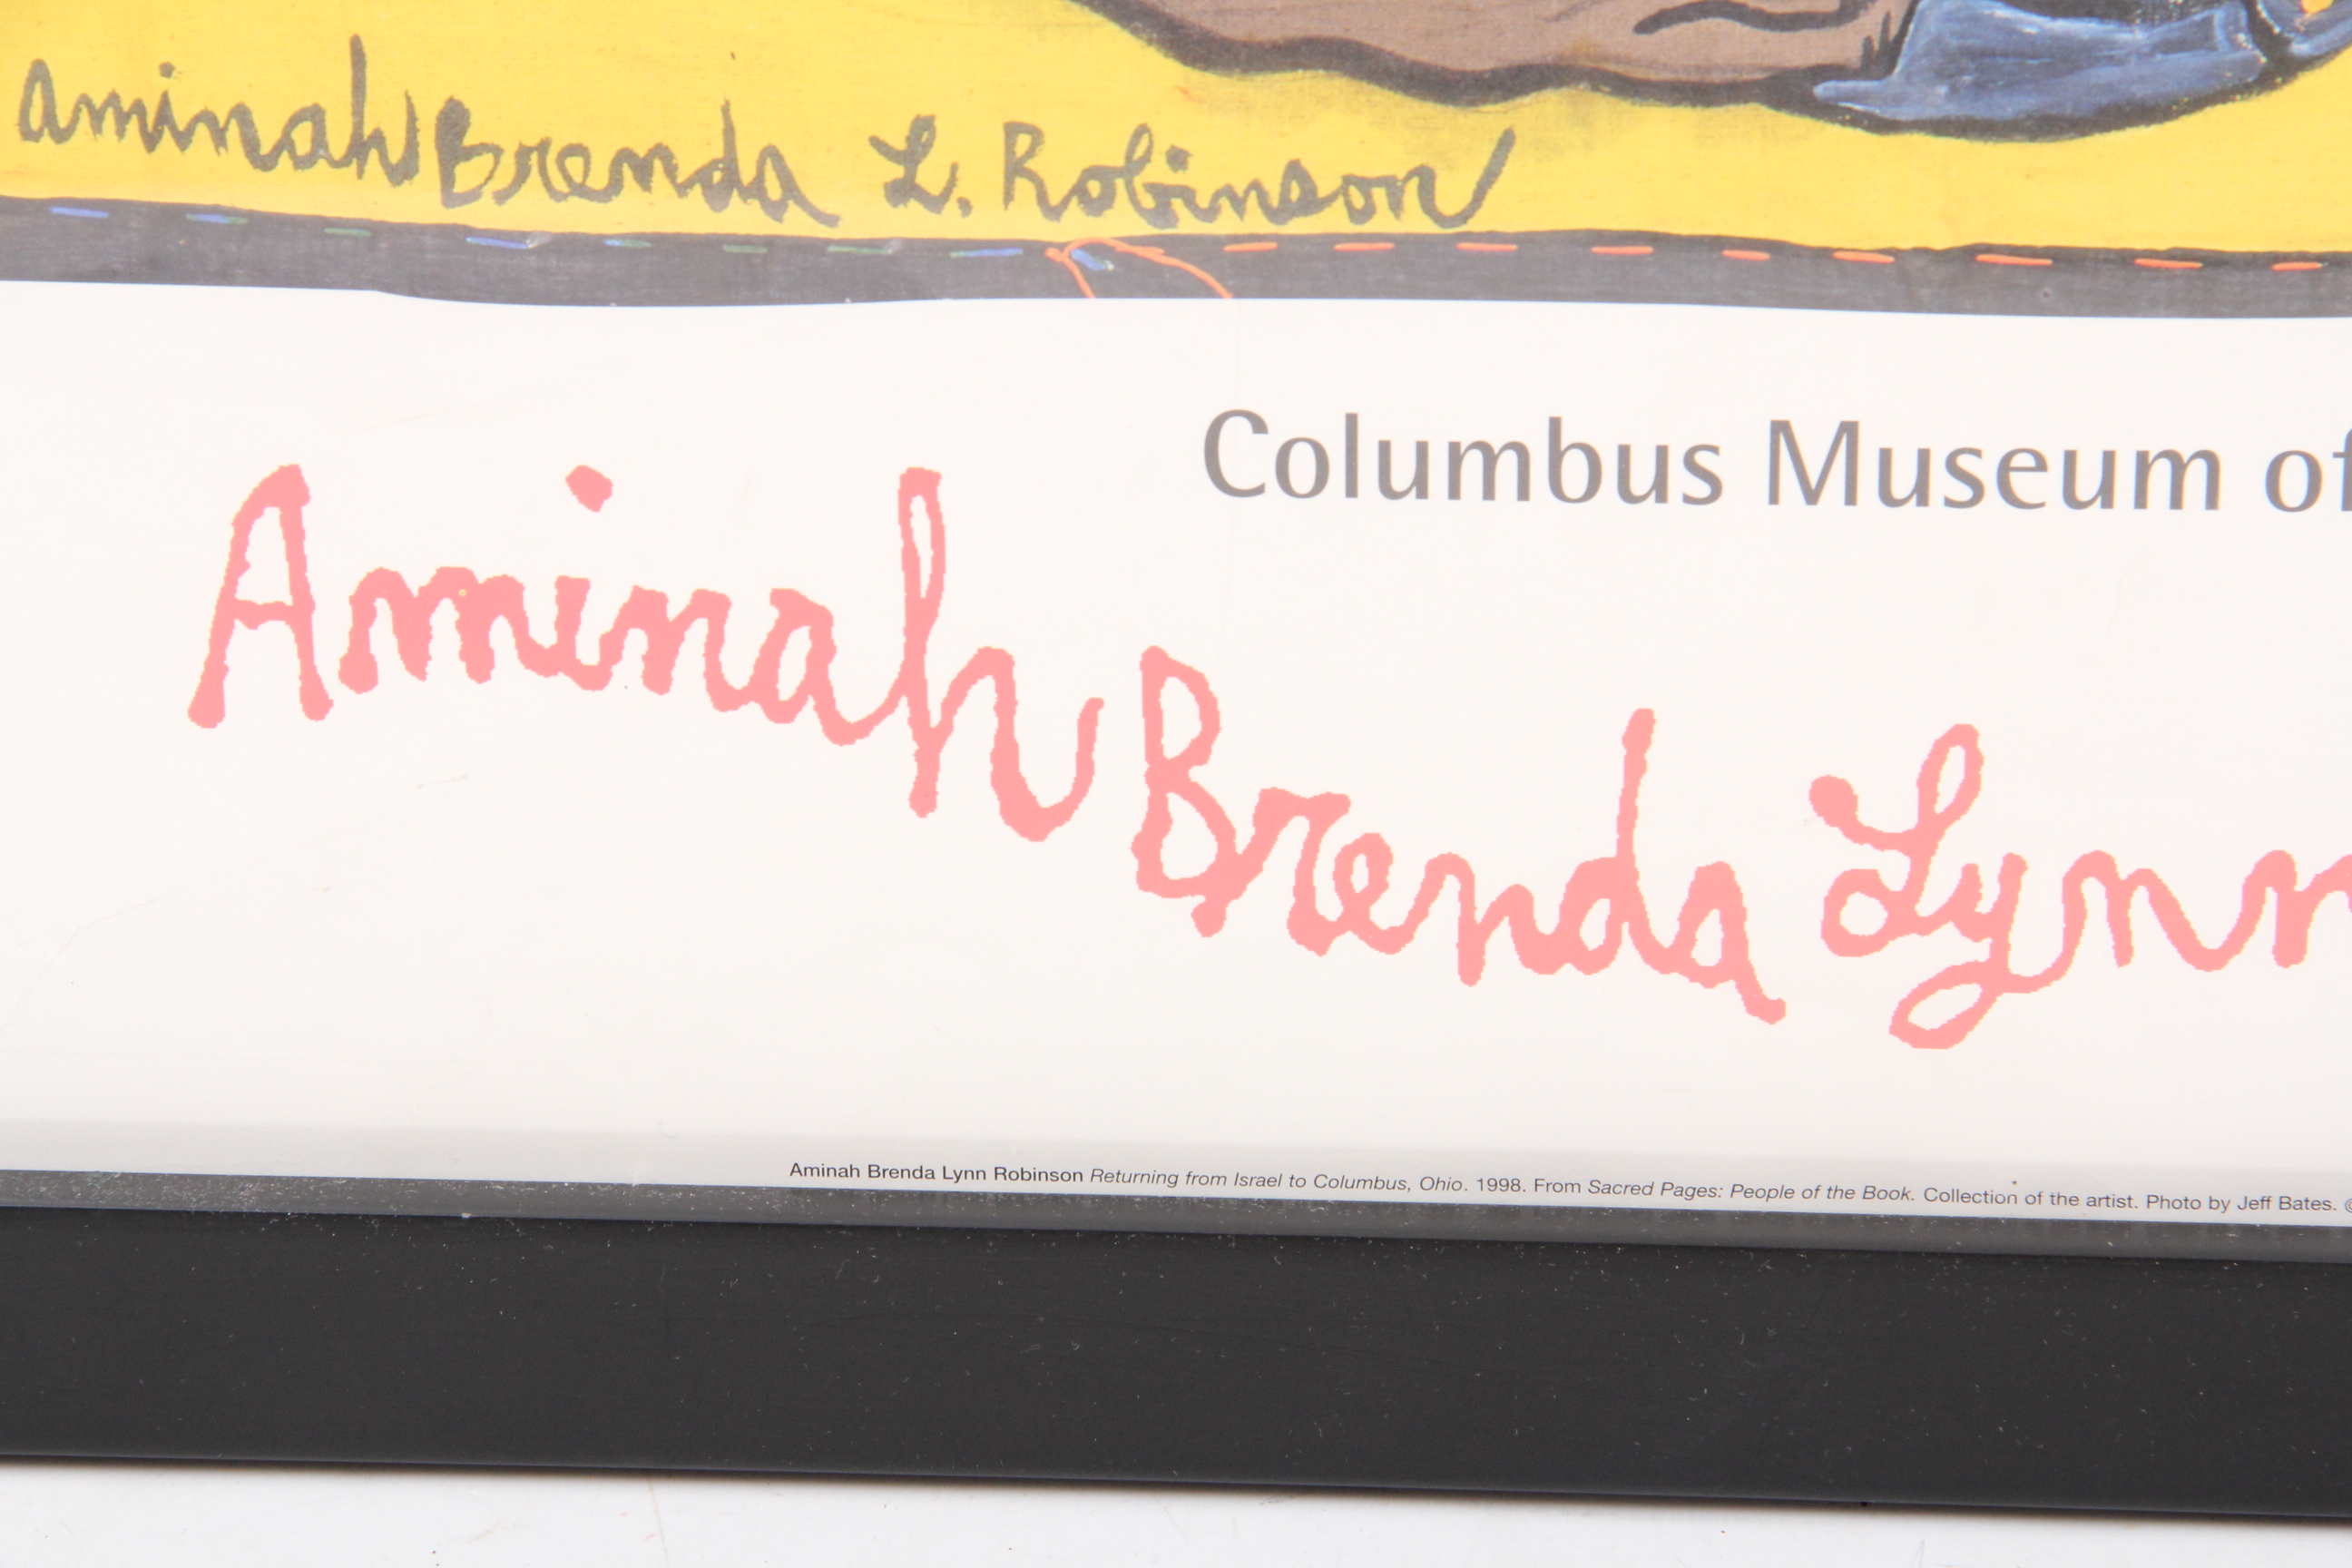 aminah Brenda L. Robinson
Columbus Museum of
Aminah Brenda Lynn
Aminah Brenda Lynn Robinson Returning from Israel to Columbus, Ohio. 1998. From Sacred Pages: People of the Book. Collection of the artist. Photo by Jeff Bates. ©